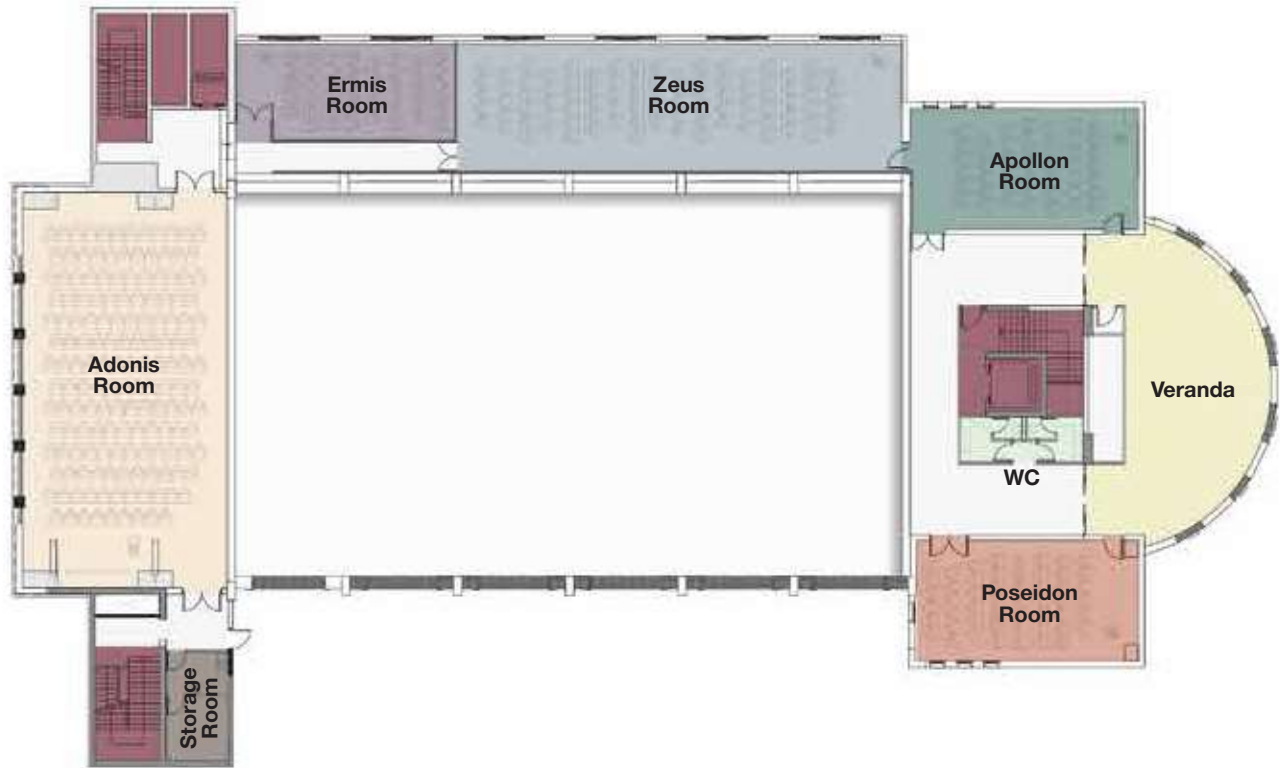 Ermis
Room
Zeus
Room
Apollon
Room
Adonis
Room
Veranda
WC
Poseidon
Room
Storage
Room